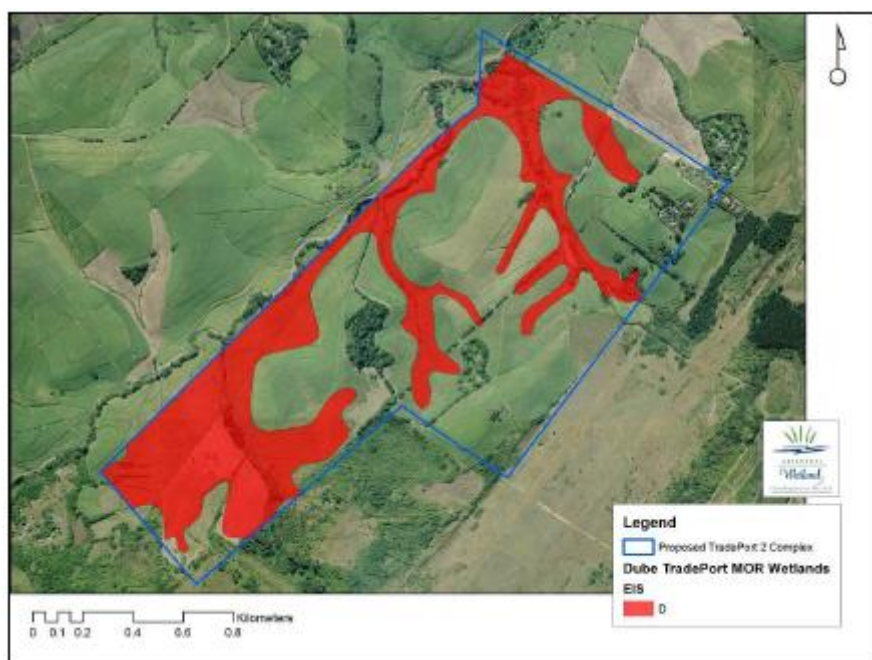 Wetland
Legend
Proposed TradePort 2 Complex
Dube TradePort MOR Wetlands
EIS
D
Kilometers
0 0.1 0.2 0.4 0.6 0.8